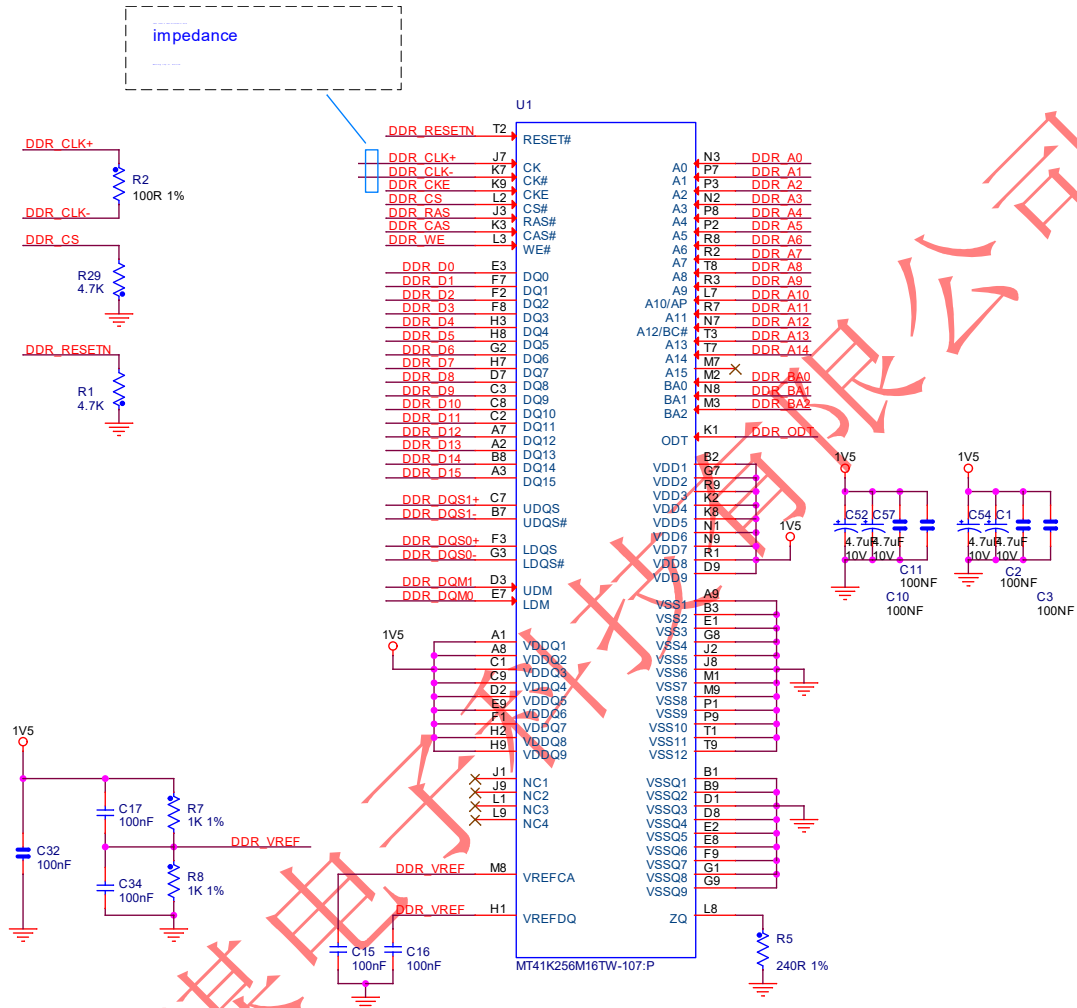 impedance
U1
DDR_CLK+
R2
100R 1%
DDR_CLK-
DDR_CS
R29
4.7K
DDR_RESETN
R1
4.7K
DDR_RESETN T2 RESET#
DDR_CLK+ J7 CK
DDR_CLK- K7 CK#
DDR_CKE K9 CKE
DDR_CS L2 CS#
DDR_RAS J3 RAS#
DDR_CAS K3 CAS#
DDR_WE L3 WE#
DDR_D0 E3 DQ0
DDR_D1 F7 DQ1
DDR_D2 F2 DQ2
DDR_D3 F8 DQ3
DDR_D4 H3 DQ4
DDR_D5 H8 DQ5
DDR_D6 G2 DQ6
DDR_D7 H7 DQ7
DDR_D8 D7 DQ8
DDR_D9 C3 DQ9
DDR_D10 C8 DQ10
DDR_D11 C2 DQ11
DDR_D12 A7 DQ12
DDR_D13 A2 DQ13
DDR_D14 B8 DQ14
DDR_D15 A3 DQ15
DDR_DQS1+ C7 UDQS
DDR_DQS1- B7 UDQS#
DDR_DQS0+ F3 LDQS
DDR_DQS0- G3 LDQS#
DDR_DQM1 D3 UDM
DDR_DQM0 E7 LDM
1V5
A1 VDDQ1
A8 VDDQ2
C1 VDDQ3
C9 VDDQ4
D2 VDDQ5
E9 VDDQ6
F1 VDDQ7
H2 VDDQ8
H9 VDDQ9
J1 NC1
J9 NC2
L1 NC3
L9 NC4
DDR_VREF M8 VREFCA
DDR_VREF H1 VREFDQ
C15
100nF
C16
100nF
A0 N3 DDR_A0
A1 P7 DDR_A1
A2 P3 DDR_A2
A3 N2 DDR_A3
A4 P8 DDR_A4
A5 P2 DDR_A5
A6 R8 DDR_A6
A7 R2 DDR_A7
A8 T8 DDR_A8
A9 R3 DDR_A9
A10/AP L7 DDR_A10
A11 R7 DDR_A11
A12/BC# N7 DDR_A12
A13 T3 DDR_A13
A14 T7 DDR_A14
A15 M7
BA0 M2 DDR_BA0
BA1 N8 DDR_BA1
BA2 M3 DDR_BA2
ODT K1 DDR_ODT
VDD1 B2
VDD2 G7
VDD3 R9
VDD4 K2
VDD5 K8
VDD6 N1
VDD7 N9
VDD8 R1
VDD9 D9
1V5
VSS1 A9
VSS2 B3
VSS3 E1
VSS4 G8
VSS5 J2
VSS6 J8
VSS7 M1
VSS8 M9
VSS9 P1
VSS10 P9
VSS11 T1
VSS12 T9
VSSQ1 B1
VSSQ2 B9
VSSQ3 D1
VSSQ4 D8
VSSQ5 E2
VSSQ6 E8
VSSQ7 F9
VSSQ8 G1
VSSQ9 G9
ZQ L8
R5
240R 1%
MT41K256M16TW-107:P
1V5
C52 C57
4.7uF 4.7uF
10V 10V
C11
100NF
C10
100NF
1V5
C54 C1
4.7uF 4.7uF
10V 10V
C2
100NF
C3
100NF
1V5
C17
100nF
R7
1K 1%
DDR_VREF
C32
100nF
C34
100nF
R8
1K 1%
电子科技有限公司